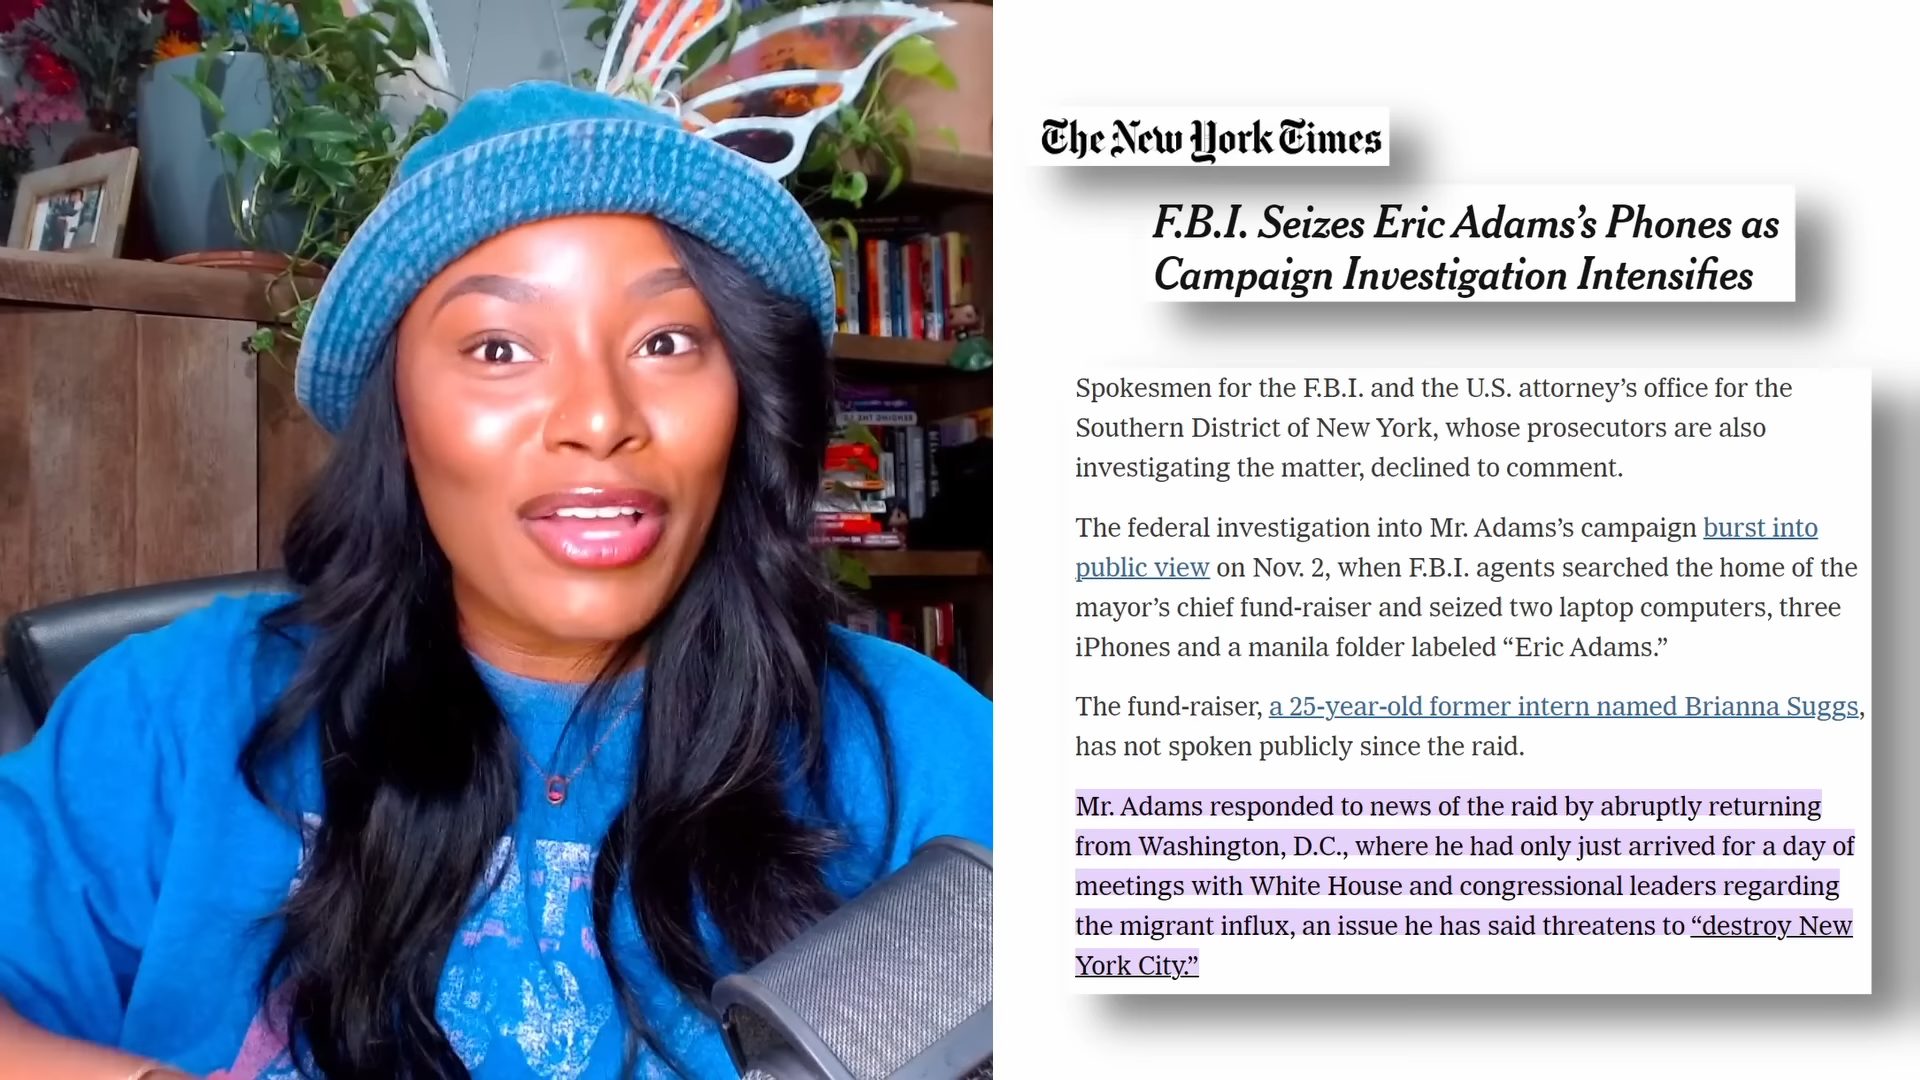 The New York Times
F.B.I. Seizes Eric Adams’s Phones as
Campaign Investigation Intensifies
Spokesmen for the F.B.I. and the U.S. attorney’s office for the
Southern District of New York, whose prosecutors are also
investigating the matter, declined to comment.
The federal investigation into Mr. Adams’s campaign burst into
public view on Nov. 2, when F.B.I. agents searched the home of the
mayor’s chief fund-raiser and seized two laptop computers, three
iPhones and a manila folder labeled “Eric Adams.”
The fund-raiser, a 25-year-old former intern named Brianna Suggs,
has not spoken publicly since the raid.
Mr. Adams responded to news of the raid by abruptly returning
from Washington, D.C., where he had only just arrived for a day of
meetings with White House and congressional leaders regarding
the migrant influx, an issue he has said threatens to “destroy New
York City.”